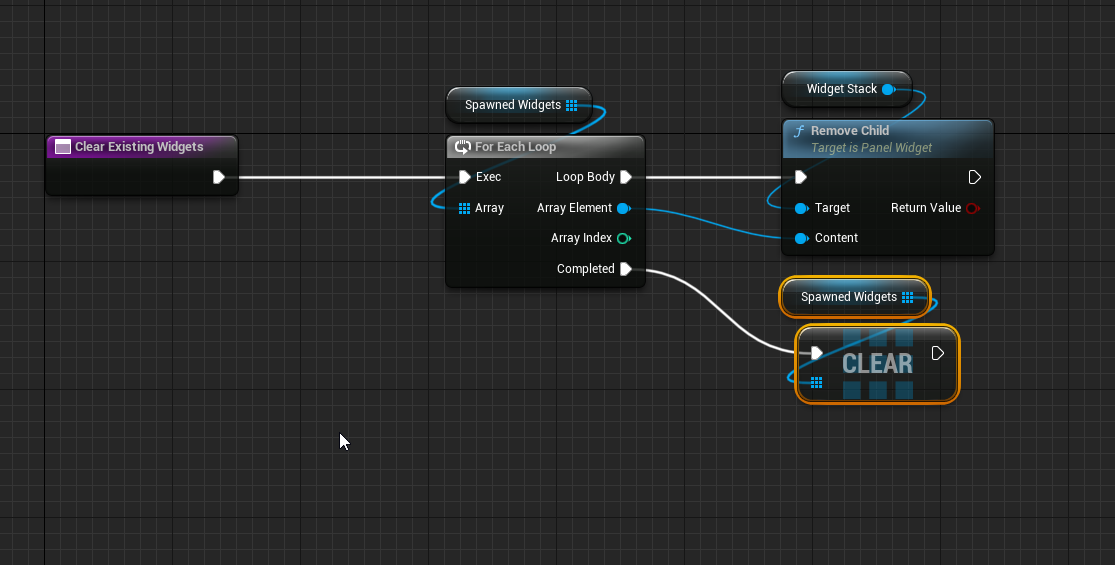 Widget Stack
Spawned Widgets
Remove Child
Target is Panel Widget
Clear Existing Widgets
For Each Loop
Exec
Loop Body
Array
Array Element
Target
Return Value
Array Index
Content
Completed
Spawned Widgets
CLEAR